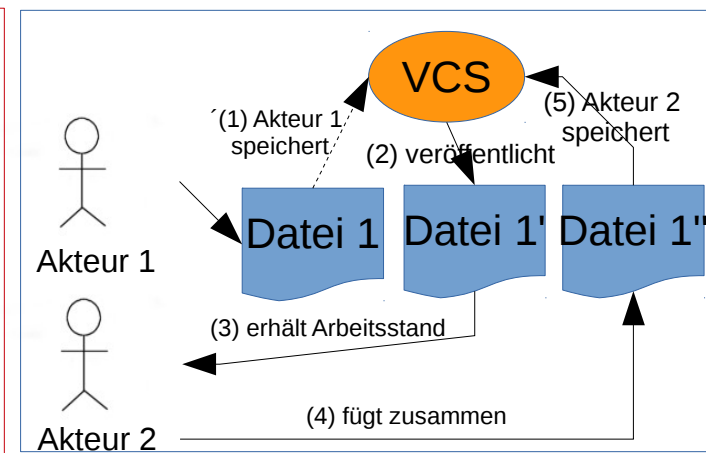 VCS
´(1) Akteur 1
speichert
(5) Akteur 2
speichert
(2) veröffentlicht
Datei 1
Datei 1'
Datei 1"
Akteur 1
(3) erhält Arbeitsstand
(4) fügt zusammen
Akteur 2